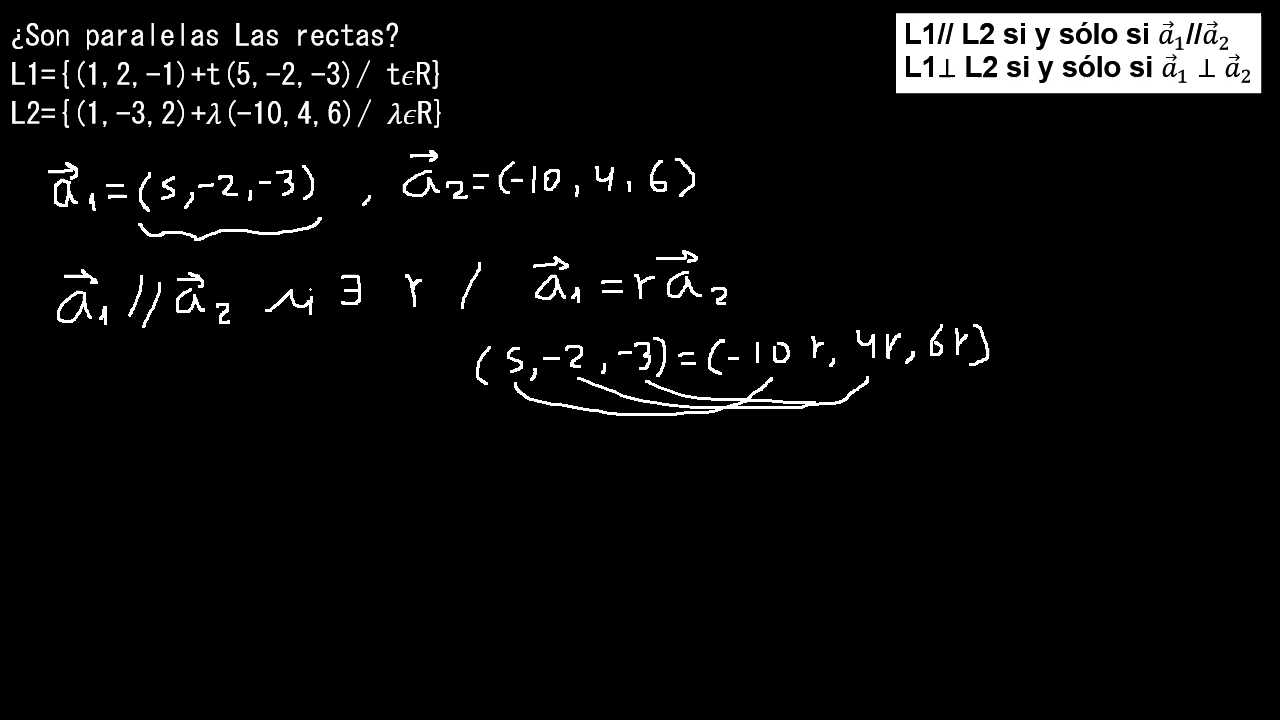 ¿Son paralelas Las rectas?
L1={(1,2,-1)+t(5,-2,-3)/ tϵR}
L2={(1,-3,2)+λ(-10,4,6)/ λϵR}
L1// L2 si y sólo si a⃗₁//a⃗₂
L1⊥ L2 si y sólo si a⃗₁ ⊥ a⃗₂
a⃗₁=(5,-2,-3) , a⃗₂=(-10,4,6)
a⃗₁ // a⃗₂ si ∃ r / a⃗₁ = r a⃗₂
(5,-2,-3)=(-10r,4r,6r)